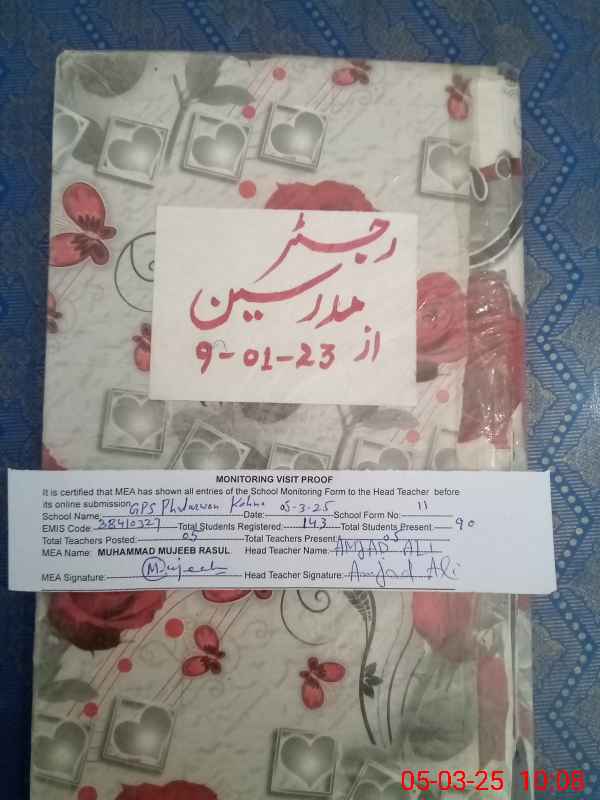 رجسٹر
مدرسین
از 9-01-23
MONITORING VISIT PROOF
It is certified that MEA has shown all entries of the School Monitoring Form to the Head Teacher before
its online submission
School Name: GPS Phularwan Kohna Date: 05-3-25 School Form No: 11
EMIS Code: 38410327 Total Students Registered: 143 Total Students Present 90
Total Teachers Posted: 05 Total Teachers Present: 05
MEA Name: MUHAMMAD MUJEEB RASUL Head Teacher Name: AMJAD ALI
MEA Signature: Mujeeb Head Teacher Signature: Amjad Ali
05-03-25 10:08